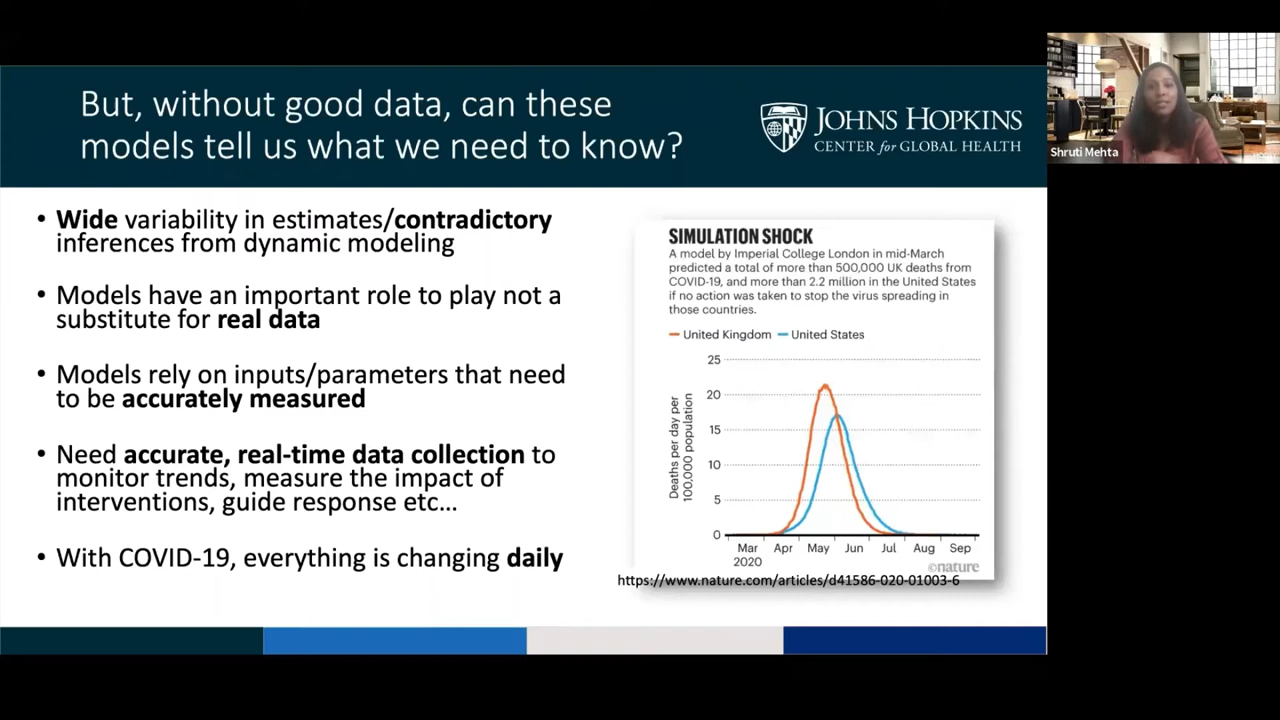 But, without good data, can these
models tell us what we need to know?
JOHNS HOPKINS
CENTER for GLOBAL HEALTH
Shruti Mehta
• Wide variability in estimates/contradictory
inferences from dynamic modeling
• Models have an important role to play not a
substitute for real data
• Models rely on inputs/parameters that need
to be accurately measured
• Need accurate, real-time data collection to
monitor trends, measure the impact of
interventions, guide response etc...
• With COVID-19, everything is changing daily
SIMULATION SHOCK
A model by Imperial College London in mid-March
predicted a total of more than 500,000 UK deaths from
COVID-19, and more than 2.2 million in the United States
if no action was taken to stop the virus spreading in
those countries.
United Kingdom United States
Deaths per day per
100,000 population
25
20
15
10
5
0
Mar Apr May Jun Jul Aug Sep
2020
©nature
https://www.nature.com/articles/d41586-020-01003-6